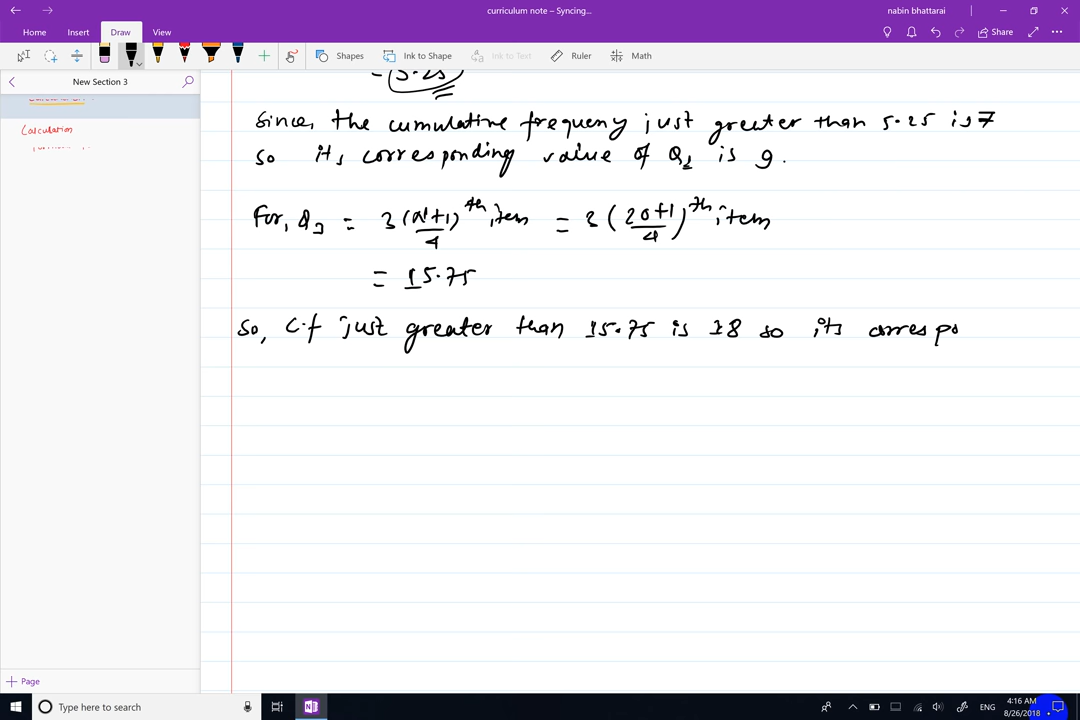 curriculum note – Syncing...
nabin bhattarai
Home Insert Draw View
Share
Shapes Ink to Shape Ink to Text Ruler Math
New Section 3
Calculation
= 5.25
Since, the cumulative frequency just greater than 5.25 is 7
so its corresponding value of Q1 is 9.
For, Q3 = 3(N+1)/4 th item = 3(20+1)/4 th item
= 15.75
So, C.f just greater than 15.75 is 18 so its correspo
+ Page
Type here to search
ENG
4:16 AM
8/26/2018